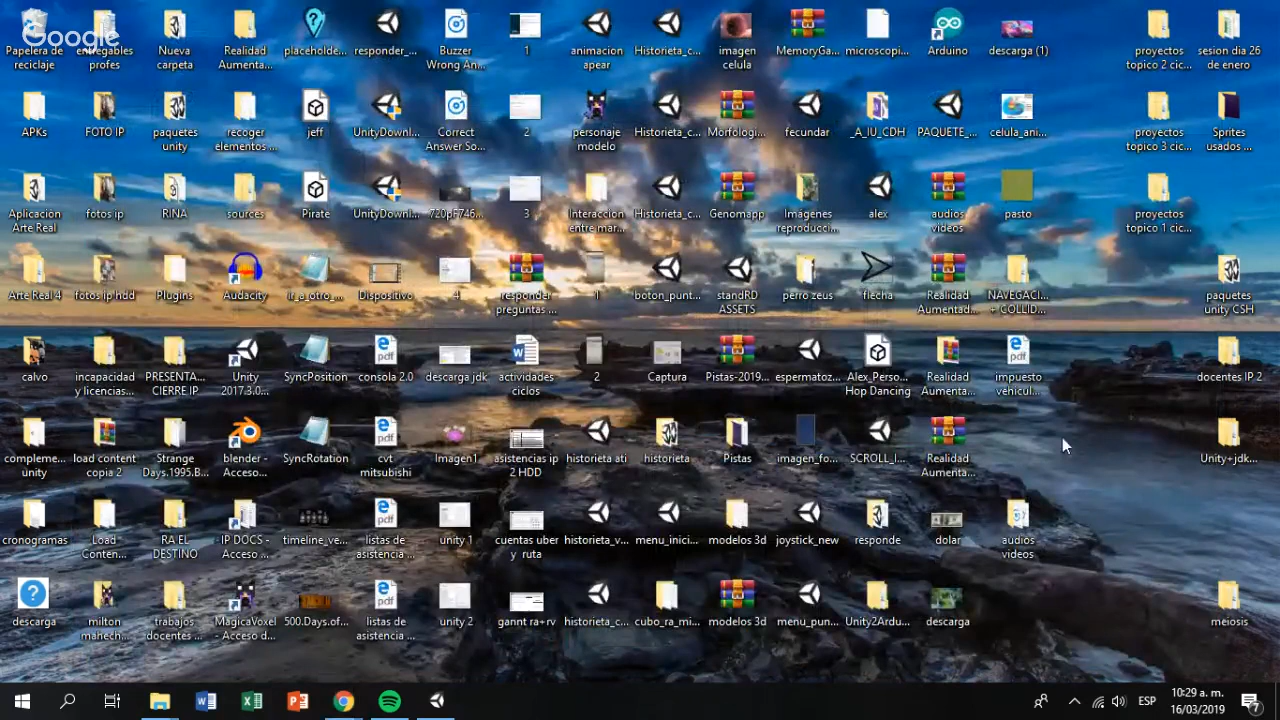 Google
Papelera de
reciclaje
entregables
profes
Nueva
carpeta
Realidad
Aumenta...
placeholde...
responder_...
Buzzer
Wrong An...
1
animacion
apear
Historieta_c...
imagen
celula
MemoryGa...
microscopi...
Arduino
descarga (1)
proyectos
topico 2 cic...
sesion dia 26
de enero
APKs
FOTO IP
paquetes
unity
recoger
elementos ...
jeff
UnityDownl...
Correct
Answer So...
2
personaje
modelo
Historieta_c...
Morfologi...
fecundar
_A_IU_CDH
PAQUETE_...
celula_ani...
proyectos
topico 3 cic...
Sprites
usados ...
Aplicación
Arte Real
fotos ip
RINA
sources
Pirate
UnityDownl...
720pF746...
3
Interaccion
entre mar...
Historieta_c...
Genomapp
Imágenes
reproducci...
alex
audios
videos
pasto
proyectos
topico 1 cic...
Arte Real 4
fotos ip hdd
Plugins
Audacity
ir_a_otro_...
Dispositivo
4
responder
preguntas ...
1
boton_punt...
standRD
ASSETS
perro zeus
flecha
Realidad
Aumentad...
NAVEGACI...
+ COLLID...
paquetes
unity CSH
calvo
incapacidad
y licencias...
PRESENTA...
CIERRE IP
Unity
2017.3.0...
SyncPosition
consola 2.0
descarga jdk
actividades
ciclos
2
Captura
Pistas-2019...
espermatoz...
Alex_Perso...
Hop Dancing
Realidad
Aumenta...
impuesto
vehicul...
docentes IP 2
compleme...
unity
load content
copia 2
Strange
Days.1995.B...
blender -
Acceso ...
SyncRotation
cvt
mitsubishi
Imagen1
asistencias ip
2 HDD
historieta ati
historieta
Pistas
imagen_fo...
SCROLL_I...
Realidad
Aumenta...
Unity+jdk...
cronogramas
Load
Conten...
RA EL
DESTINO
IP DOCS -
Acceso ...
timeline_ve...
listas de
asistencia ...
unity 1
cuentas uber
y ruta
historieta_v...
menu_inici...
modelos 3d
joystick_new
responde
dolar
audios
videos
descarga
milton
mahech...
trabajos
docentes ...
MagicaVoxel
- Acceso d...
500.Days.of...
listas de
asistencia ...
unity 2
gannt ra+rv
historieta_c...
cubo_ra_mi...
modelos 3d
menu_pun...
Unity2Ardu...
descarga
meiosis
ESP
10:29 a. m.
16/03/2019
7